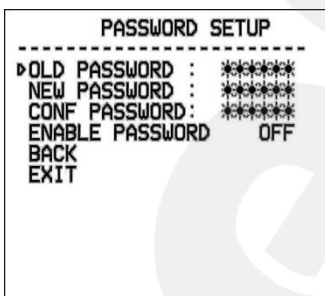 PASSWORD SETUP
------------------------
▷OLD PASSWORD : ******
NEW PASSWORD : ******
CONF PASSWORD: ******
ENABLE PASSWORD OFF
BACK
EXIT